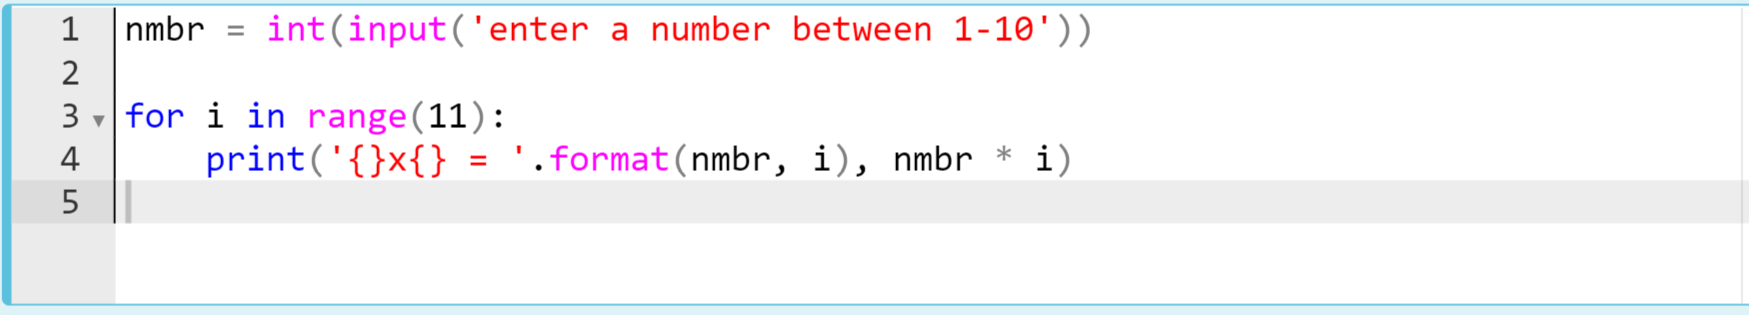 1 nmbr = int(input('enter a number between 1-10'))
2
3 for i in range(11):
4     print('{}x{} = '.format(nmbr, i), nmbr * i)
5